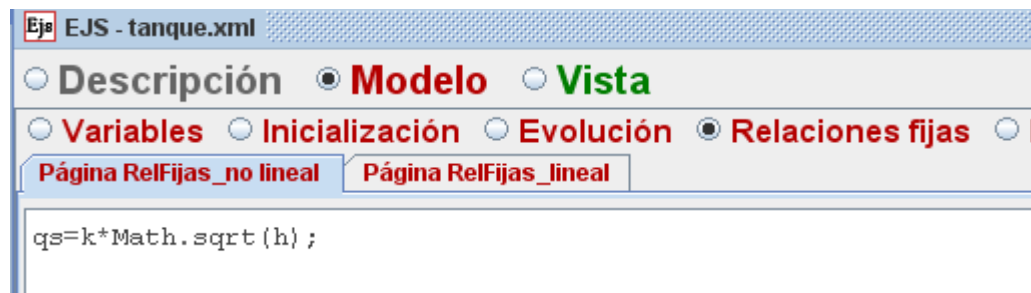 Ejs EJS - tanque.xml
Descripción Modelo Vista
Variables Inicialización Evolución Relaciones fijas
Página RelFijas_no lineal Página RelFijas_lineal
qs=k*Math.sqrt(h);